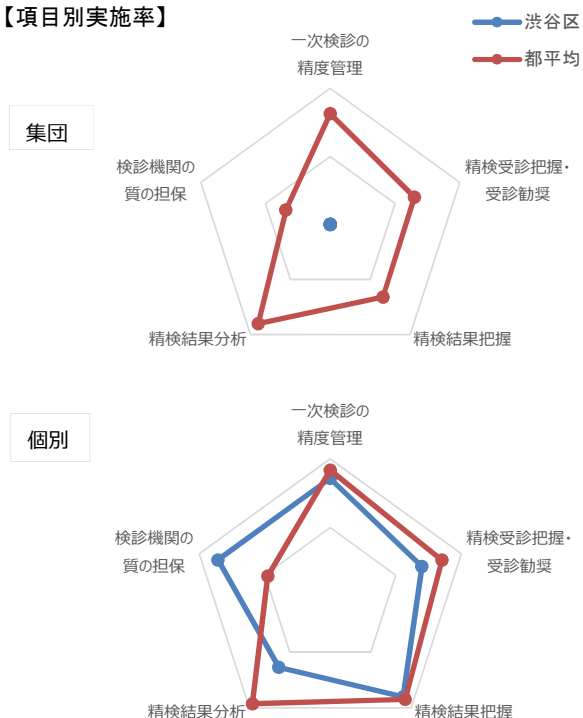 【項目別実施率】
渋谷区
都平均
集団
一次検診の
精度管理
検診機関の
質の担保
精検受診把握・
受診勧奨
精検結果分析
精検結果把握
個別
一次検診の
精度管理
検診機関の
質の担保
精検受診把握・
受診勧奨
精検結果分析
精検結果把握